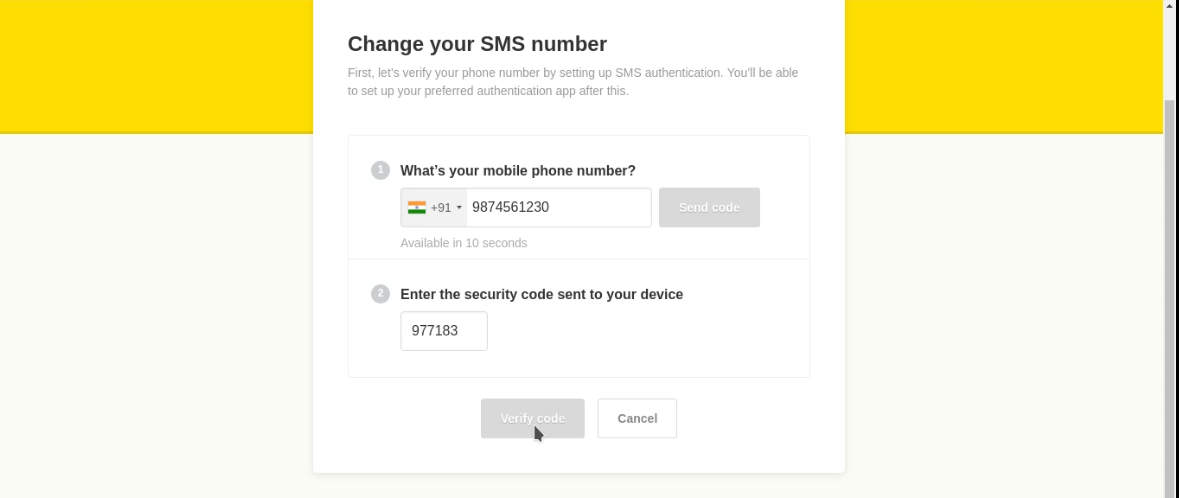 Change your SMS number
First, let’s verify your phone number by setting up SMS authentication. You’ll be able
to set up your preferred authentication app after this.
1 What’s your mobile phone number?
+91 9874561230 Send code
Available in 10 seconds
2 Enter the security code sent to your device
977183
Verify code Cancel